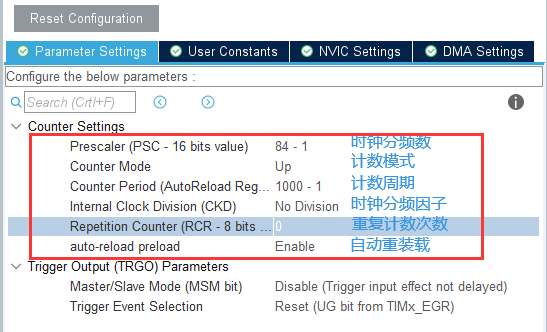 Reset Configuration
Parameter Settings User Constants NVIC Settings DMA Settings
Configure the below parameters :
Search (CrtI+F)
Counter Settings
Prescaler (PSC - 16 bits value) 84 - 1 时钟分频数
Counter Mode Up 计数模式
Counter Period (AutoReload Reg... 1000 - 1 计数周期
Internal Clock Division (CKD) No Division 时钟分频因子
Repetition Counter (RCR - 8 bits ... 0 重复计数次数
auto-reload preload Enable 自动重装载
Trigger Output (TRGO) Parameters
Master/Slave Mode (MSM bit) Disable (Trigger input effect not delayed)
Trigger Event Selection Reset (UG bit from TIMx_EGR)